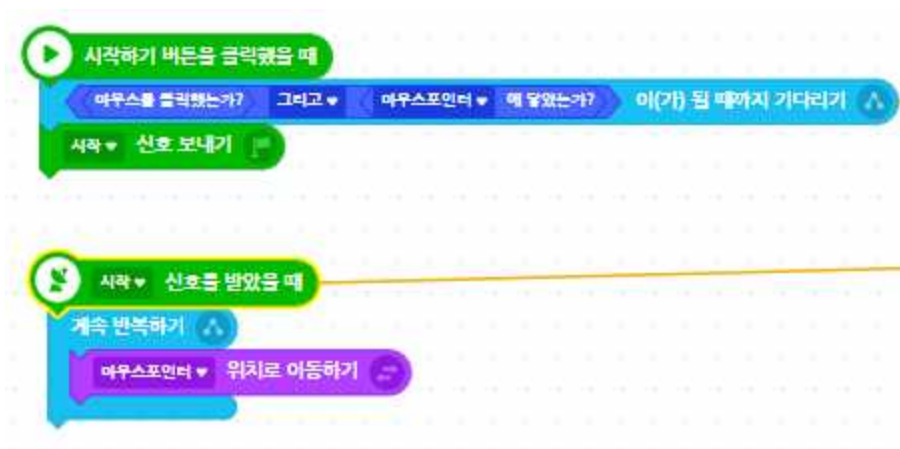 시작하기 버튼을 클릭했을 때
마우스를 클릭했는가? 그리고 마우스포인터 에 닿았는가? 이(가) 될 때까지 기다리기
시작 신호 보내기
시작 신호를 받았을 때
계속 반복하기
마우스포인터 위치로 이동하기